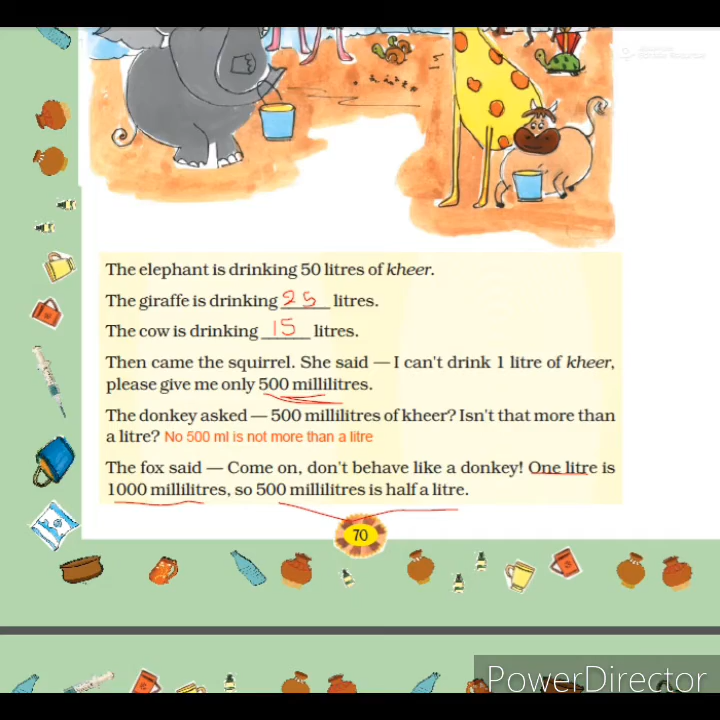 The elephant is drinking 50 litres of kheer.
The giraffe is drinking 25 litres.
The cow is drinking 15 litres.
Then came the squirrel. She said — I can't drink 1 litre of kheer,
please give me only 500 millilitres.
The donkey asked — 500 millilitres of kheer? Isn't that more than
a litre? No 500 ml is not more than a litre
The fox said — Come on, don't behave like a donkey! One litre is
1000 millilitres, so 500 millilitres is half a litre.
70
PowerDirector